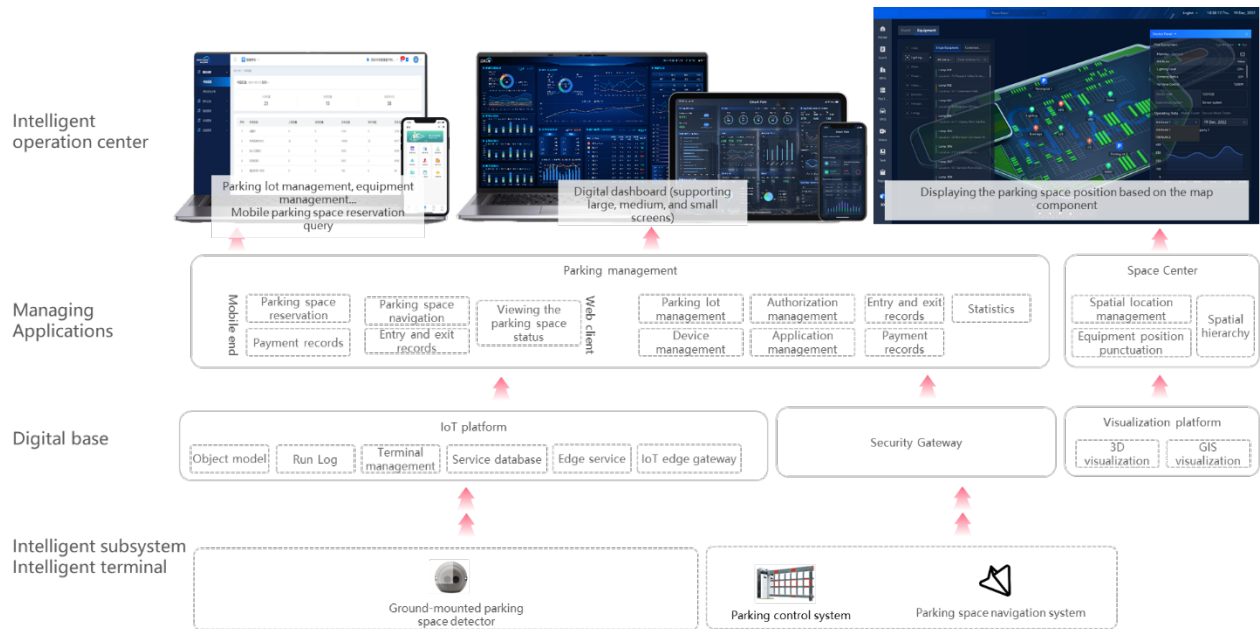 Intelligent
operation center
Parking lot management, equipment
management...
Mobile parking space reservation
query
Digital dashboard (supporting
large, medium, and small
screens)
Displaying the parking space position based on the map
component
Managing
Applications
Parking management
Mobile end
Parking space
reservation
Payment records
Parking space
navigation
Entry and exit
records
Viewing the
parking space
status
Web client
Parking lot
management
Device
management
Authorization
management
Application
management
Entry and exit
records
Payment
records
Statistics
Space Center
Spatial location
management
Equipment position
punctuation
Spatial
hierarchy
Digital base
IoT platform
Object model
Run Log
Terminal
management
Service database
Edge service
IoT edge gateway
Security Gateway
Visualization platform
3D
visualization
GIS
visualization
Intelligent subsystem
Intelligent terminal
Ground-mounted parking
space detector
Parking control system
Parking space navigation system